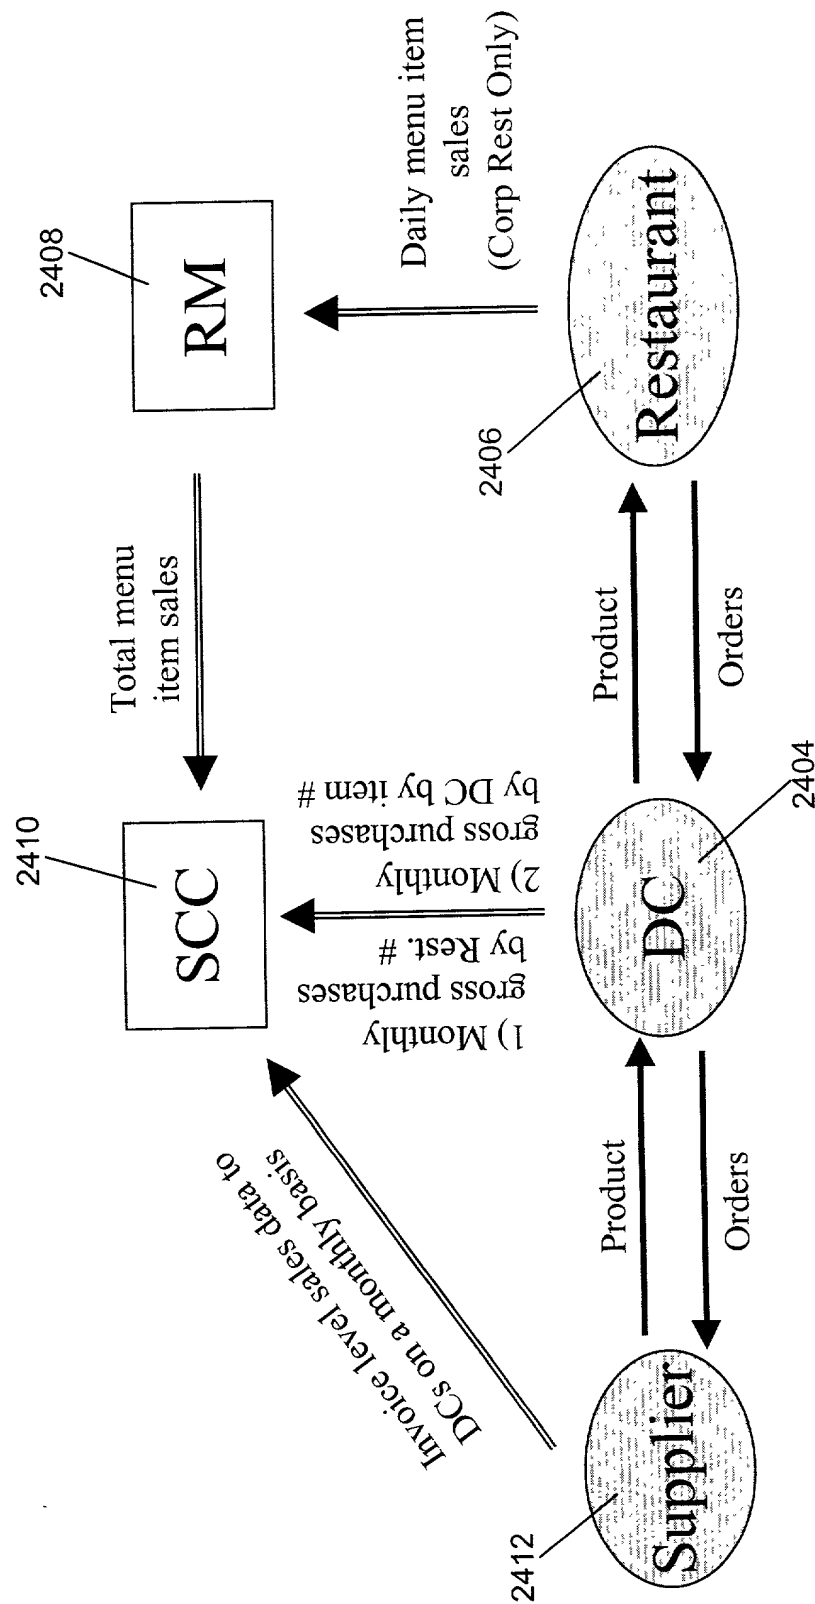 2410
SCC
Total menu
item sales
2408
RM
Invoice level sales data to
DCs on a monthly basis
1) Monthly
gross purchases
by Rest. #
2) Monthly
gross purchases
by DC by item #
Daily menu item
sales
(Corp Rest Only)
2412
Supplier
Product
Orders
DC
2404
Product
Orders
2406
Restaurant